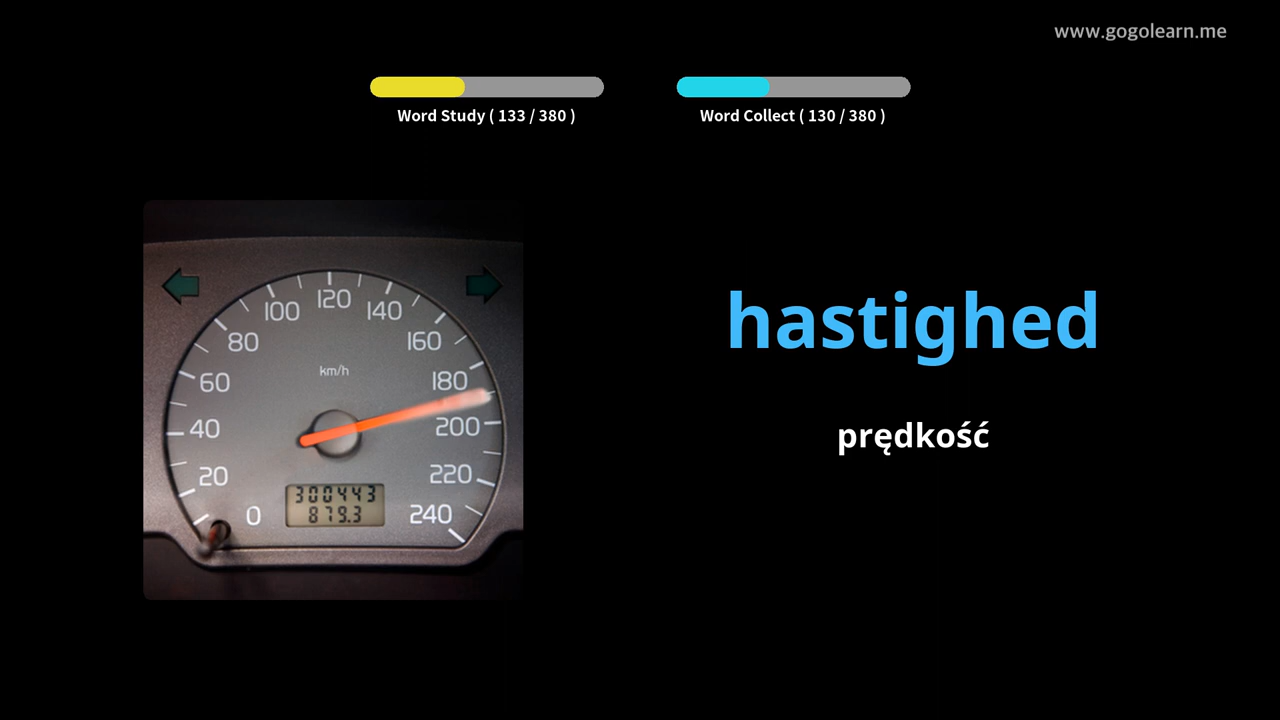 www.gogolearn.me
Word Study ( 133 / 380 )
Word Collect ( 130 / 380 )
120
100
140
80
160
km/h
60
180
40
200
20
220
300443
879.3
0
240
hastighed
prędkość